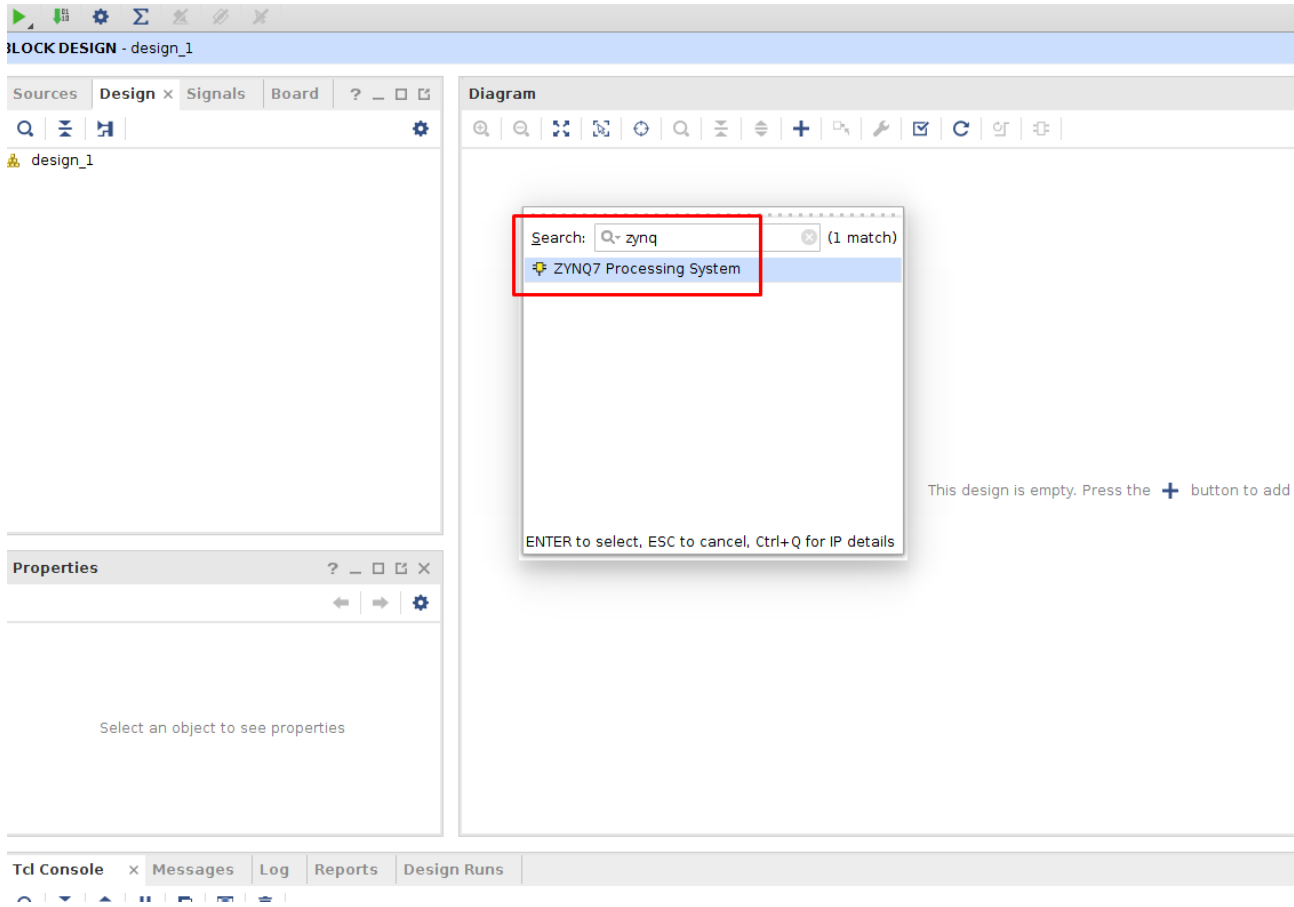 BLOCK DESIGN - design_1
Sources Design × Signals Board ?
design_1
Diagram
Search: zynq (1 match)
ZYNQ7 Processing System
This design is empty. Press the + button to add
ENTER to select, ESC to cancel, Ctrl+Q for IP details
Properties ?
Select an object to see properties
Tcl Console × Messages Log Reports Design Runs